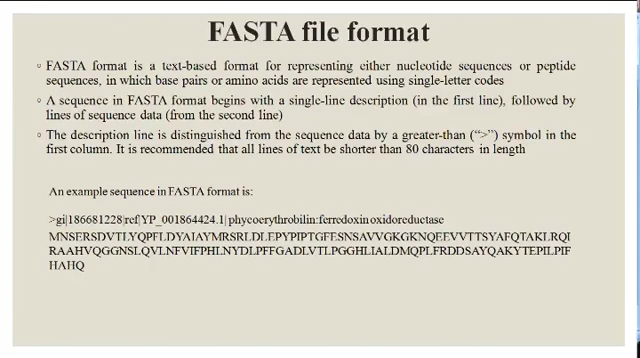 FASTA file format
FASTA format is a text-based format for representing either nucleotide sequences or peptide
sequences, in which base pairs or amino acids are represented using single-letter codes
A sequence in FASTA format begins with a single-line description (in the first line), followed by
lines of sequence data (from the second line)
The description line is distinguished from the sequence data by a greater-than (“>”) symbol in the
first column. It is recommended that all lines of text be shorter than 80 characters in length
An example sequence in FASTA format is:
>gi|186681228|ref|YP_001864424.1| phycoerythrobilin:ferredoxin oxidoreductase
MNSERSDVTLYQPFLDYAIAYMRSRLDLEPYPIPTGFESNSAVVGKGKNQEEVVTTSYAFQTAKLRQI
RAAHVQGGNSLQVLNFVIFPHLNYDLPFFGADLVTLPGGHLIALDMQPLFRDDSAYQAKYTEPILPIF
HAHQ